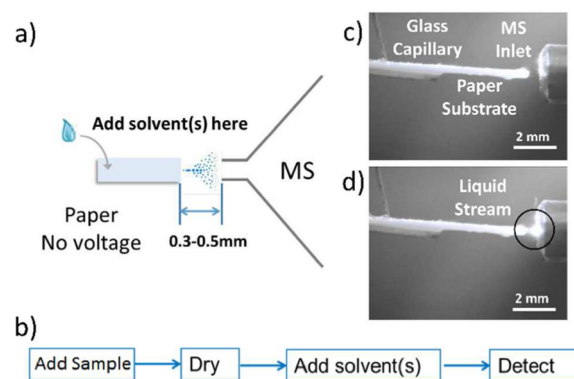 a)
Add solvent(s) here
MS
Paper
No voltage
0.3-0.5mm
b)
Add Sample
Dry
Add solvent(s)
Detect
c)
Glass
Capillary
MS
Inlet
Paper
Substrate
2 mm
d)
Liquid
Stream
2 mm